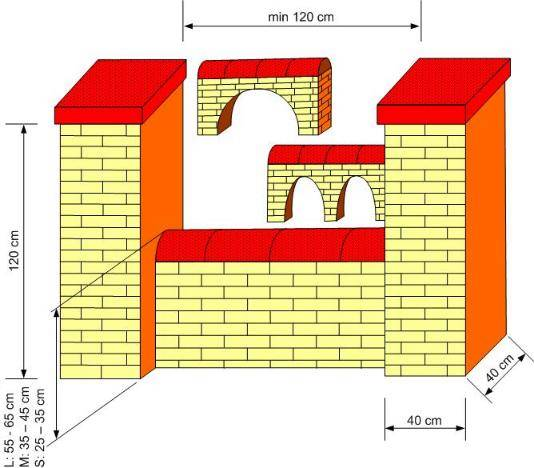 min 120 cm
120 cm
L: 55 - 65 cm
M: 35 – 45 cm
S: 25 – 35 cm
40 cm
40 cm